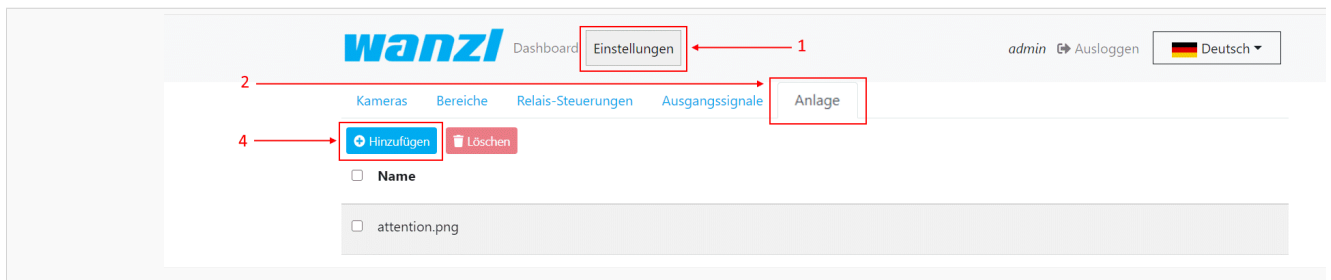 wanzl Dashboard Einstellungen 1 admin Ausloggen Deutsch
2
Kameras Bereiche Relais-Steuerungen Ausgangssignale Anlage
4 Hinzufügen Löschen
Name
attention.png